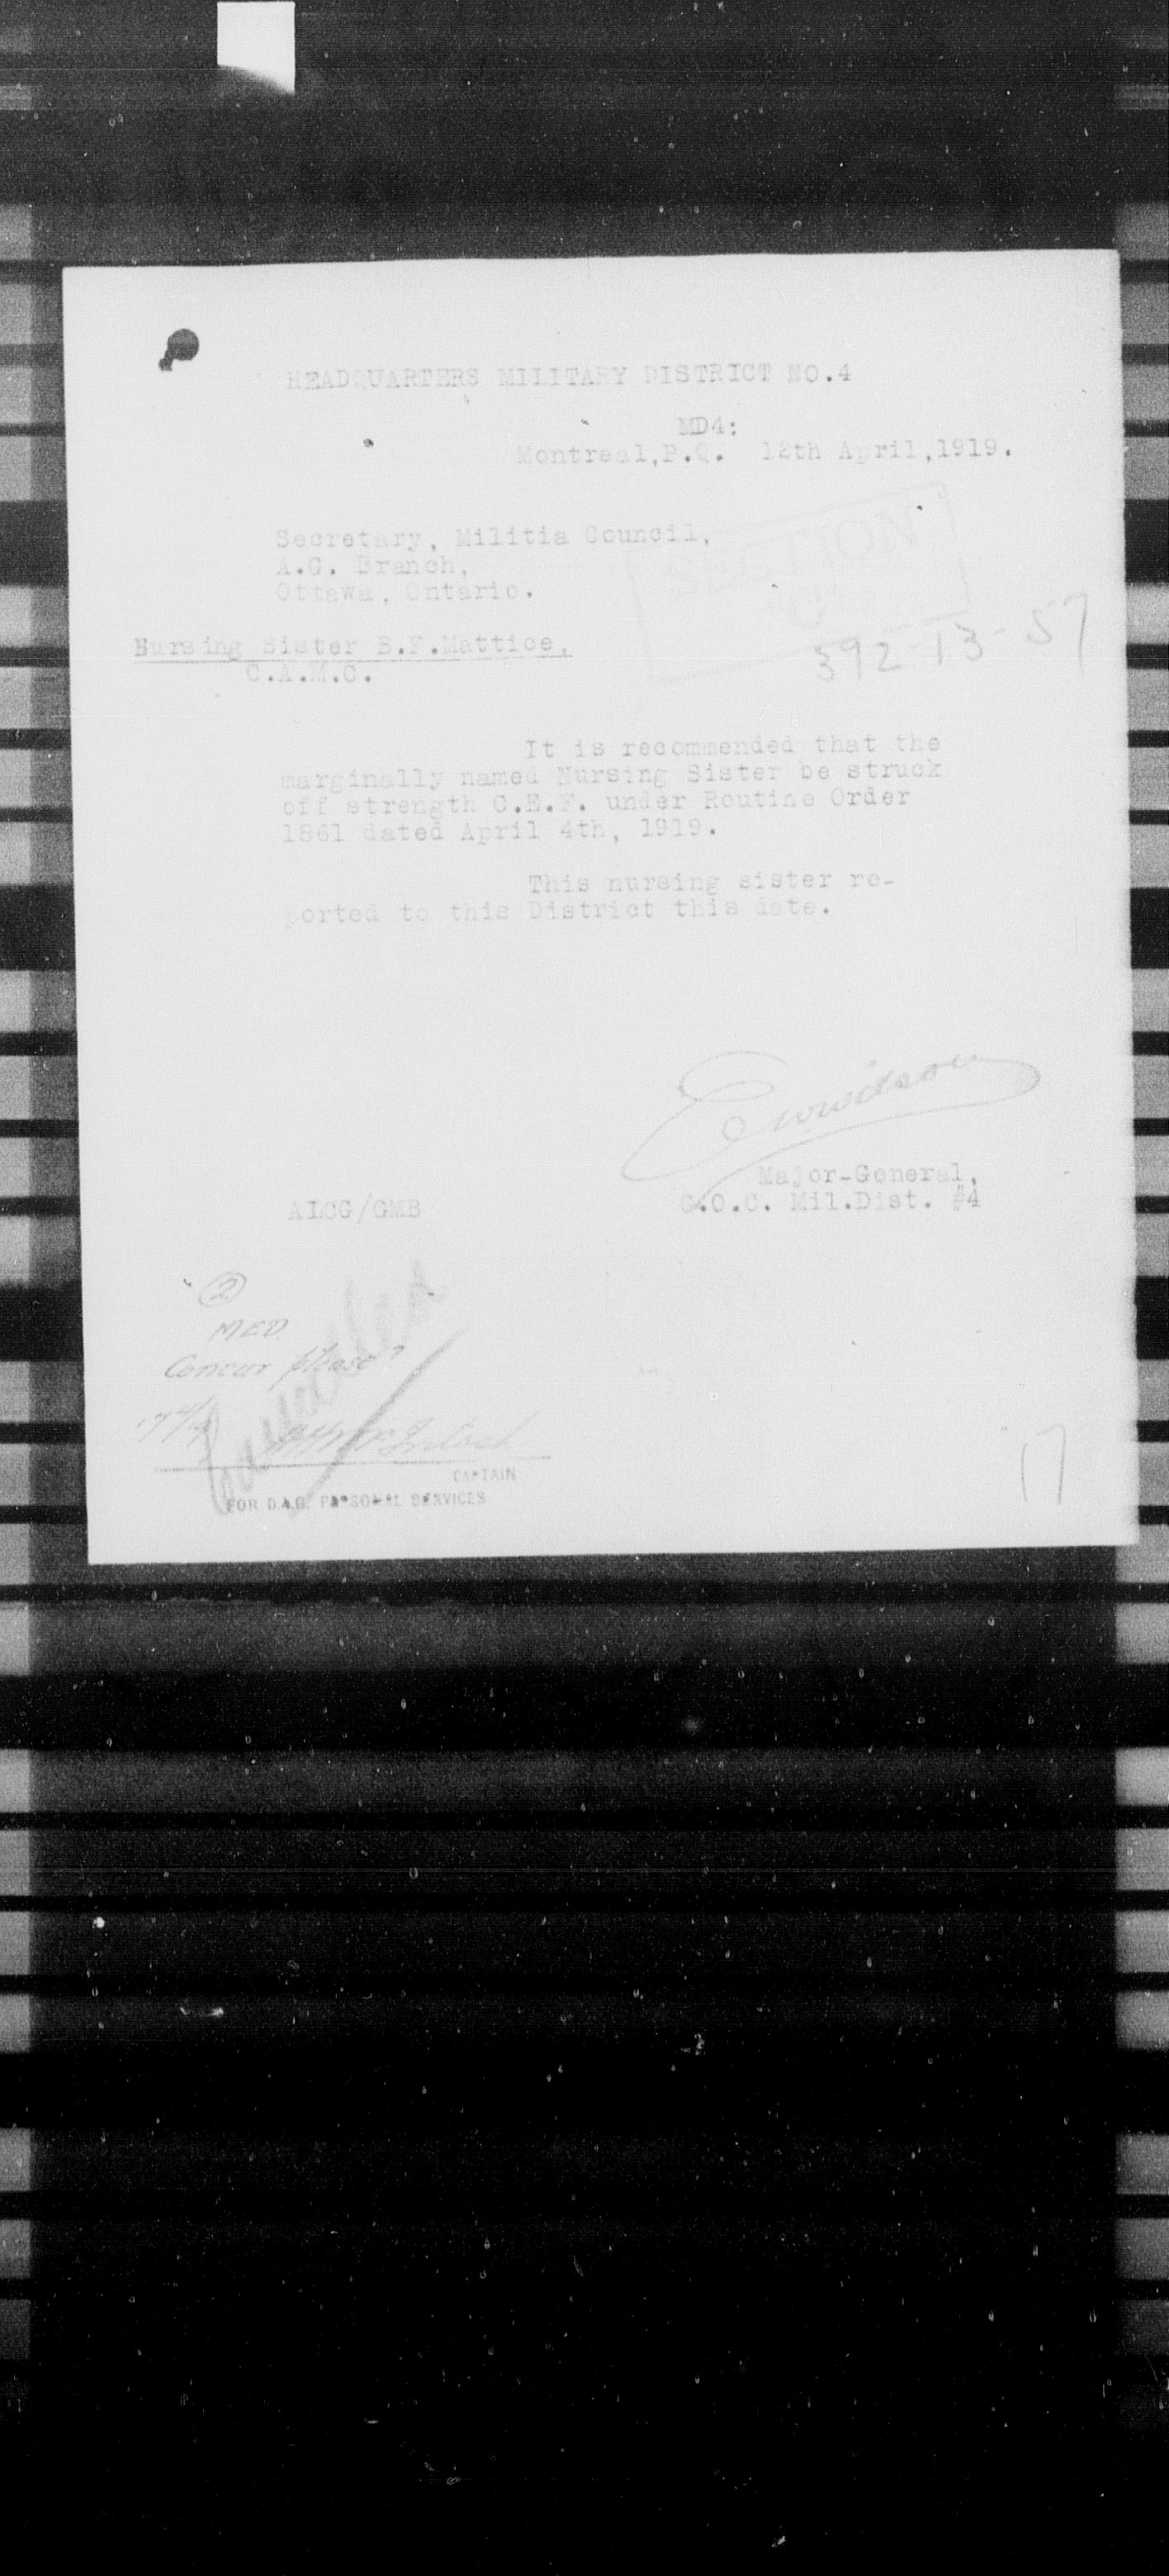 HEADQUARTERS MILITARY DISTRICT NO.4
MD4:
Montreal,P.Q. 12th April,1919.
Secretary, Militia Council,
A.G. Branch,
Ottawa, Ontario.
SECTION
"C"
392-13-57
Nursing Sister B.F.Mattice,
C.A.M.C.
It is recommended that the
marginally named Nursing Sister be struck
off strength C.E.F. under Routine Order
1861 dated April 4th, 1919.
This nursing sister re-
ported to this District this date.
Ewwilson
Major-General,
G.O.C. Mil.Dist. #4
ALCG/GMB
②
MED.
Concur please?
CAPTAIN
FOR D.A.G. PERSONAL SERVICES
17